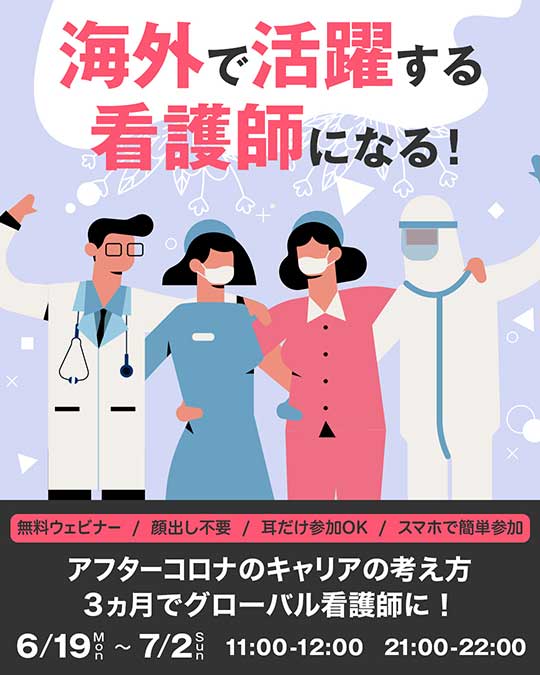 海外で活躍する
看護師になる!
無料ウェビナー / 顔出し不要 / 耳だけ参加OK / スマホで簡単参加
アフターコロナのキャリアの考え方
3ヵ月でグローバル看護師に!
6/19 Mon ~ 7/2 Sun 11:00-12:00 21:00-22:00